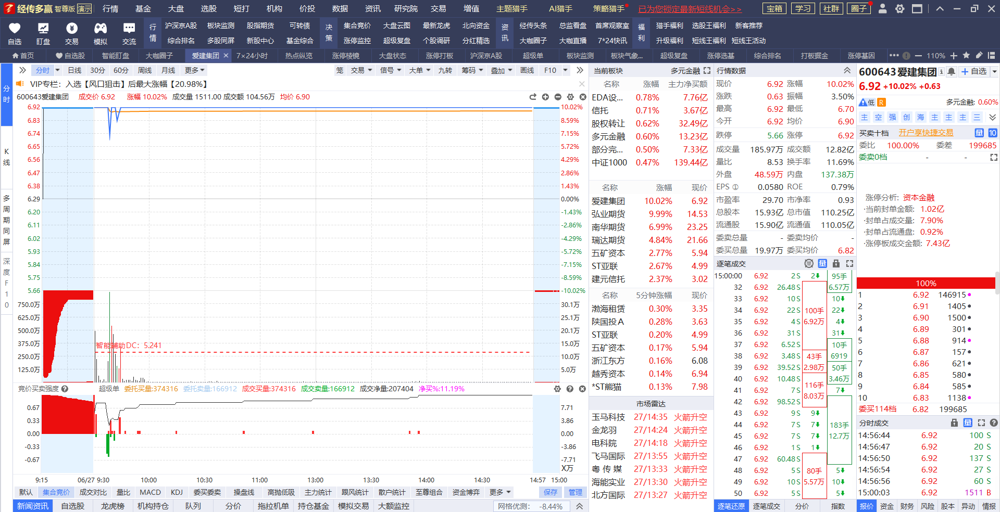 经传多赢 智尊版 演示 行情 基金 大盘 选股 短打 机构 价投 数据 资讯 研究院 交易 增值 主题猎手 AI猎手 策略猎手 已为您锁定最新短线机会>> 宝箱 学习 社群 圈子
自选 盯盘 交易 模拟 交流
行情 沪深京A股 板块监测 股指期货 可转债 决策 集合竞价 大盘云图 最新龙虎 北向资金 资讯 经传头条 总监看盘 首席观察室 福利 猎手福利 选股王福利 新客推荐
综合排名 多股同屏 新股中心 基金综合 涨停监控 超级复盘 个股调研 分红精选 大咖圈子 大咖直播 7*24快讯 升级福利 短线王福利 短线王活动
首页 自选股 智能盯盘 大咖圈子 爱建集团 7×24小时 热点纵览 涨停棱镜 大盘状态 涨停打板 沪深京A股 超级单 板块监测 板块气象... 超级复盘 涨停选基 综合排名 打板掘金 涨停基因 110%
分时
K线
多周期同屏
深度F10
分时 日线 30分 60分 周线 月线 更多 笼 交易 信号 大单 九转 筹码 叠加 画线 F10
VIP专栏：入选【风口狙击】后最大涨幅【20.98%】
600643爱建集团 成交价 6.92 涨幅 10.02% 成交量 1511.00 成交额 104.56万 均价 6.90
6.92 10.02%
6.83 8.59%
6.74 7.15%
6.65 5.72%
6.56 4.29%
6.47 2.86%
6.38 1.43%
6.29 0.00%
6.20 -1.43%
6.11 -2.86%
6.02 -4.29%
5.93 -5.72%
5.84 -7.15%
5.75 -8.59%
5.66 -10.02%
750.0万 30.1万
625.0万 25.1万
500.0万 20.1万
375.0万 智能辅助DC：5.241 15.0万
250.0万 10.0万
125.0万 5.0万
竞价买卖强度 超级单 委托买量:374316 委托卖量:166912 成交买量:374316 成交卖量:166912 成交净量:207404 净买%:11.19%
0.67 7.71
0.33 3.86
0.00 0.00
-0.33 -3.86
-0.67 -7.71
X万
9:15 06/27 9:30 10:00 10:30 11:00 13:00 13:30 14:00 14:30 14:57 15:00
默认 集合竞价 成交对比 量比 MACD KDJ 委买委卖 操盘线 高抛低吸 主力统计 跟风统计 散户统计 至尊组合 资金博弈 更多 保存 管理
新闻资讯 自选股 龙虎榜 机构持仓 队列 分价 拖拉机单 持仓基金 模拟交易 大额监控 网格优测： -8.44%
当前板块 多元金融
名称 涨幅 主力净买额
EDA设... 0.78% 7.76亿
信托 0.71% 3.67亿
股权转让 0.62% 32.49亿
多元金融 0.60% 13.23亿
部分完... 0.50% 7.33亿
中证1000 0.47% 139.44亿
名称 涨幅 现价
爱建集团 10.02% 6.92
弘业期货 9.99% 14.53
南华期货 6.99% 23.25
瑞达期货 4.84% 21.66
五矿资本 2.77% 5.94
ST亚联 2.67% 4.99
建元信托 2.37% 3.02
名称 5分钟涨幅 现价
渤海租赁 0.30% 3.35
陕国投A 0.28% 3.63
ST亚联 0.20% 4.99
五矿资本 0.17% 5.94
浙江东方 0.16% 6.08
越秀资本 0.14% 6.94
*ST熊猫 0.13% 7.98
市场雷达
玉马科技 27/14:35 火箭升空
金龙羽 27/14:24 火箭升空
电科院 27/14:18 火箭升空
飞马国际 27/13:55 火箭升空
粤 传 媒 27/13:33 火箭升空
海能实业 27/13:30 火箭升空
北方国际 27/13:27 火箭升空
行情数据
现价 6.92 涨幅 10.02%
涨跌 0.63 振幅 3.50%
最高 6.92 最低 6.70
今开 6.92 均价 6.90
跌停 5.66 涨停 6.92
成交量 185.97万 成交额 12.82亿
量比 8.53 换手率 11.69%
外盘 48.59万 内盘 137.38万
EPS ① 0.0580 ROE 0.79%
市盈率 29.70 市净率 0.93
总股本 15.93亿 总市值 110.25亿
流通股 15.90亿 流通值 110.05亿
委卖总量 - 委卖均价 -
委买总量 19.97万 委买均价 6.82
逐笔成交 单 量
15:00:00 6.92 2S 2 95手
32 6.92 26.48S 6.57万
33 6.92 10S 10
34 6.92 22S 100手 22
35 6.92 4S 6.92万 4
36 6.92 31S 31
37 6.92 6.52S 10手
38 6.92 3.48S 43手 6919
39 6.92 39.52S 2.98万 50手
40 6.92 10.48S 116手 3.46万
41 6.92 7S 8.03万 7
42 6.92 98.52S
43 6.92 9S 9
44 6.92 7S 7 183手
45 6.92 7S 7 12.7万
46 6.92 1S 1
47 6.92 60.48S
48 6.92 5S 80手 5
49 6.92 10S 5.57万 10
50 6.92 5S 5
逐笔还原 逐笔成交 分价 指数
600643爱建集团 自选
6.92 +10.02% +0.63
低 R 多元金融: 0.60%
主 空 强 创 海 主 主 主 三
买卖十档 开户享快捷交易 量 10
委比 100.00% 委差 199685
委卖0档 - -
涨停分析: 资本金融
·当前封单金额: 1.02亿
·封单占成交量: 7.90%
·封单占流通盘: 0.92%
·涨停板成交金额: 7.43亿
100%
1 6.92 146915
2 6.91 1405
3 6.90 1500
4 6.89 301
5 6.88 914
6 6.87 157
7 6.86 621
8 6.85 580
9 6.84 585
10 6.83 1138
委买114档 6.82 199685
分时成交 量
14:56:44 6.92 100 S
14:56:47 6.92 20 S
14:56:50 6.92 137 S
14:56:54 6.92 27 S
14:56:56 6.92 60 S
15:00:03 6.92 1511 B
报价 资金 财务 风险 股本 异动 情报